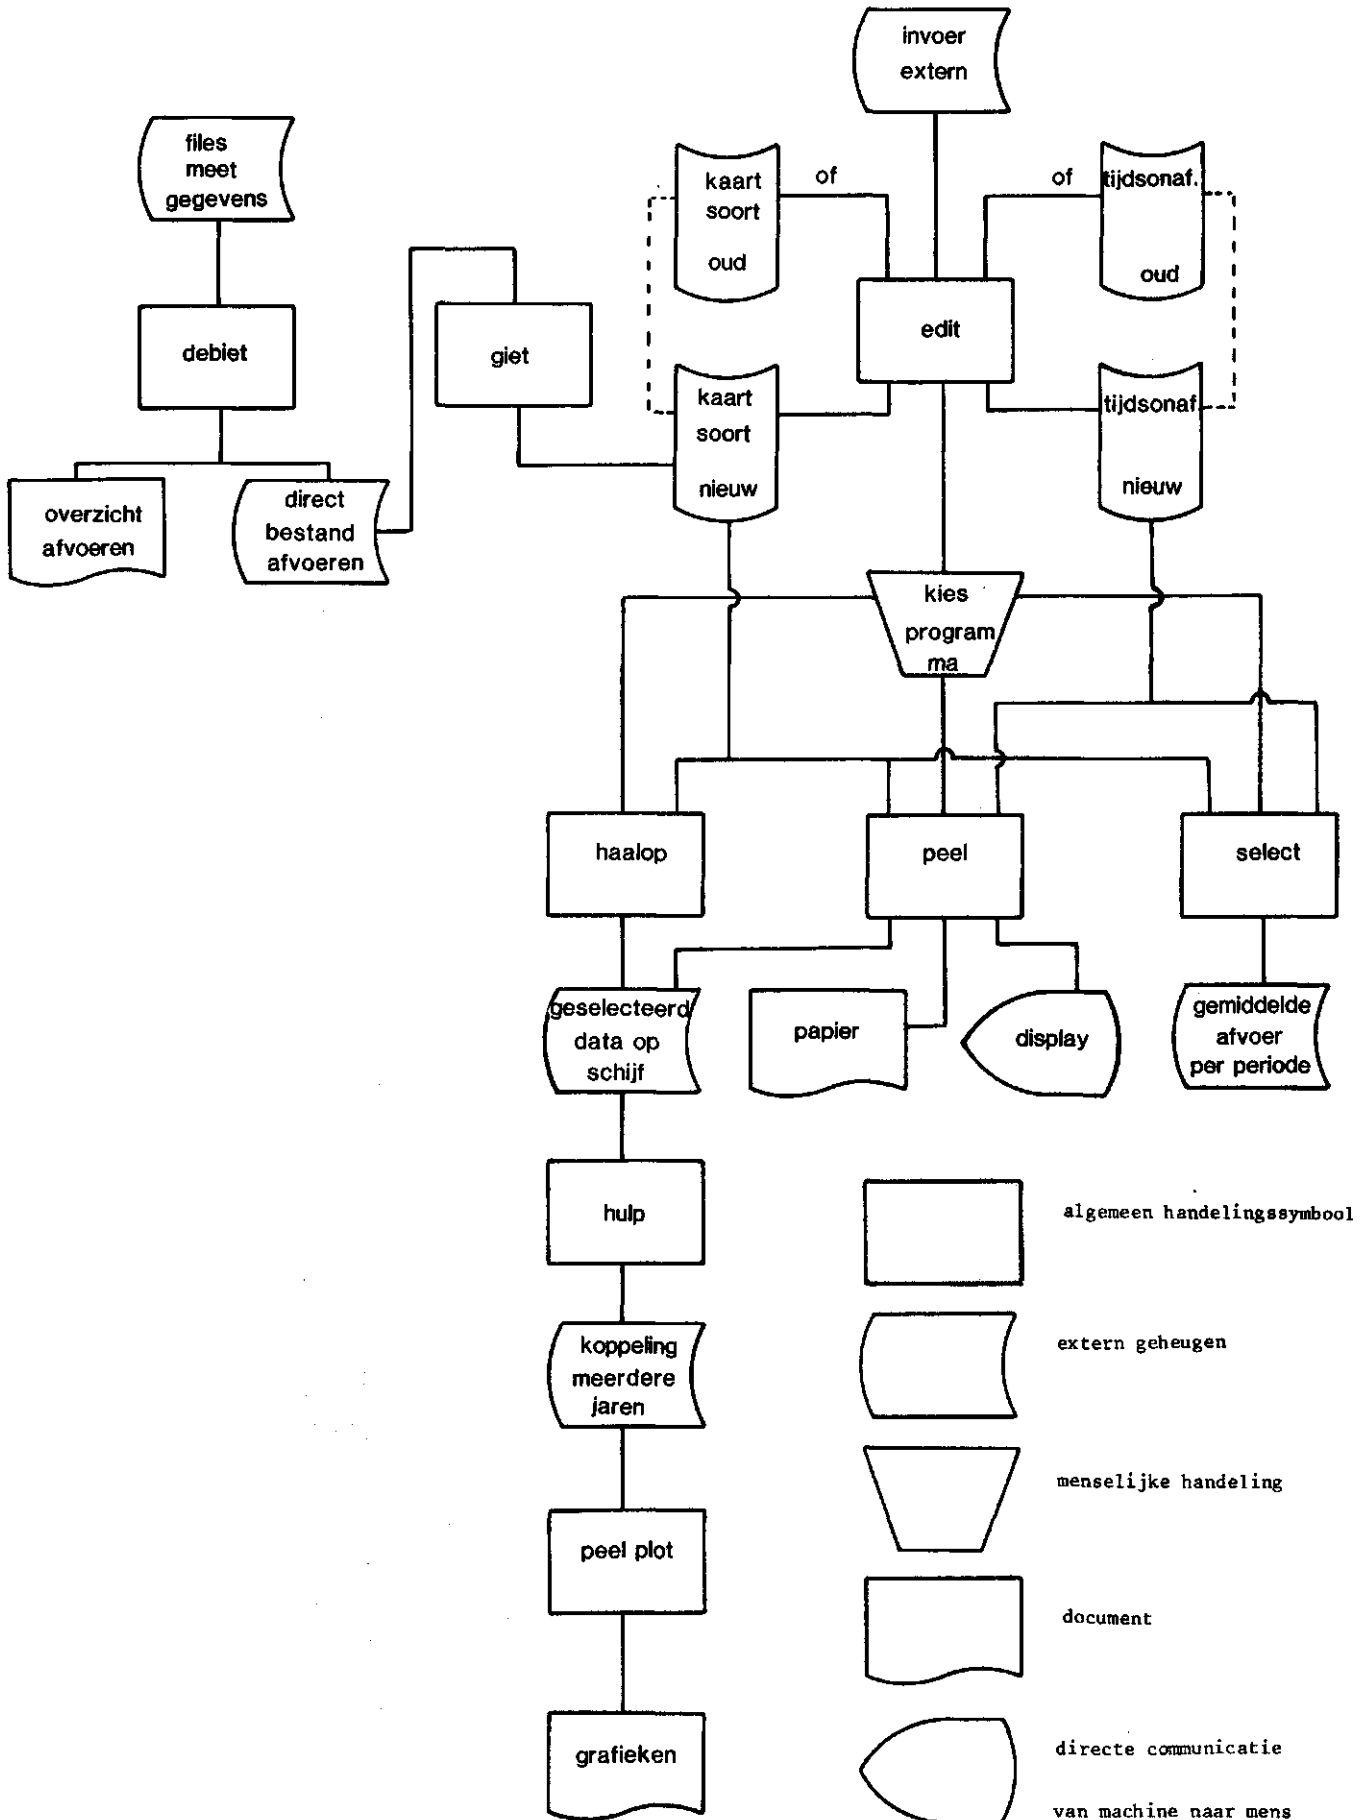 invoer
extern
files
meet
gegevens
kaart
soort
oud
of
of
tijdsonaf.
oud
debiet
giet
edit
kaart
soort
nieuw
tijdsonaf.
nieuw
overzicht
afvoeren
direct
bestand
afvoeren
kies
program
ma
haalop
peel
select
geselecteerd
data op
schijf
papier
display
gemiddelde
afvoer
per periode
hulp
algemeen handelingssymbool
koppeling
meerdere
jaren
extern geheugen
menselijke handeling
peel plot
document
grafieken
directe communicatie
van machine naar mens